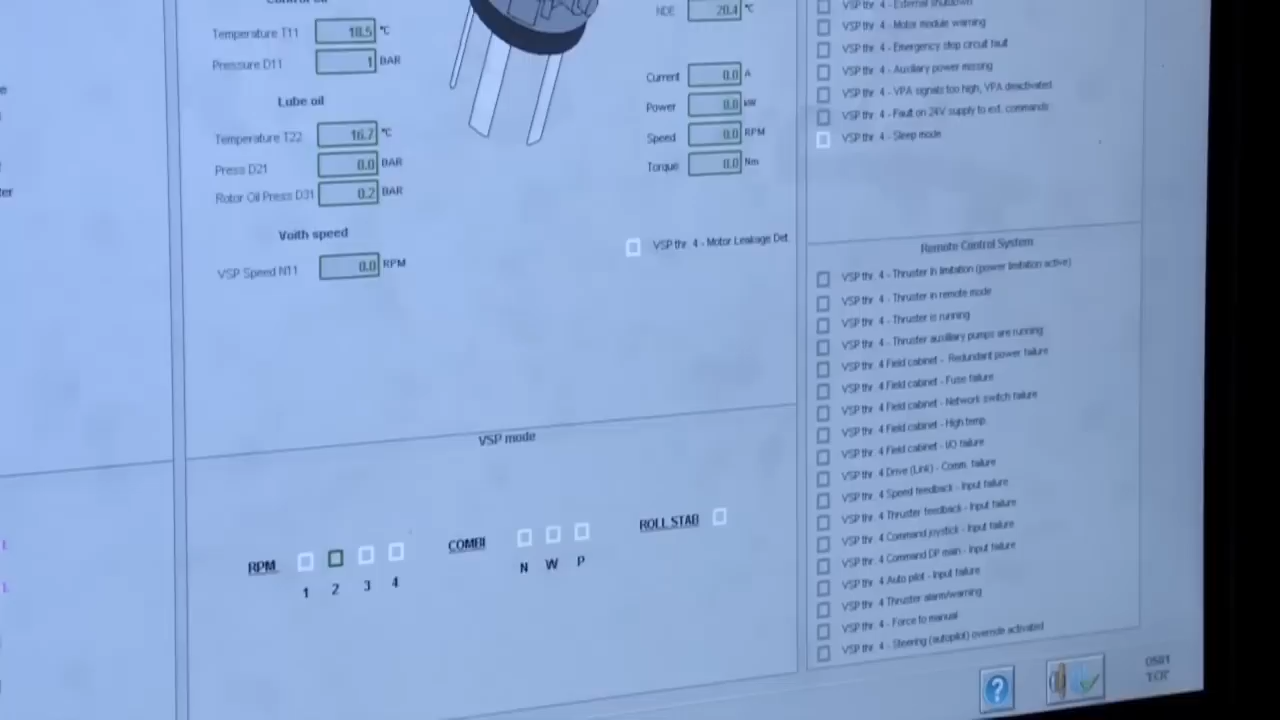 Control oil
Temperature T11 18.5 °C
Pressure D11 1 BAR
Lube oil
Temperature T22 16.7 °C
Press D21 0.0 BAR
Rotor Oil Press D31 0.2 BAR
Voith speed
VSP Speed N11 0.0 RPM
NDE 20.4 °C
Current 0.0 A
Power 0.0 kW
Speed 0.0 RPM
Torque 0.0 Nm
VSP thr. 4 - Motor Leakage Det.
VSP mode
RPM 1 2 3 4
COMBI N W P
ROLL STAB
VSP thr. 4 - External shutdown
VSP thr. 4 - Motor module warning
VSP thr. 4 - Emergency stop circuit fault
VSP thr. 4 - Auxiliary power missing
VSP thr. 4 - VPA signals too high, VPA deactivated
VSP thr. 4 - Fault on 24V supply to ext. commands
VSP thr. 4 - Sleep mode
Remote Control System
VSP thr. 4 - Thruster in limitation (power limitation active)
VSP thr. 4 - Thruster in remote mode
VSP thr. 4 - Thruster is running
VSP thr. 4 - Thruster auxiliary pumps are running
VSP thr. 4 Field cabinet - Redundant power failure
VSP thr. 4 Field cabinet - Fuse failure
VSP thr. 4 Field cabinet - Network switch failure
VSP thr. 4 Field cabinet - High temp.
VSP thr. 4 Field cabinet - I/O failure
VSP thr. 4 Drive (Link) - Comm. failure
VSP thr. 4 Speed feedback - Input failure
VSP thr. 4 Thruster feedback - Input failure
VSP thr. 4 Command joystick - Input failure
VSP thr. 4 Command DP main - Input failure
VSP thr. 4 Auto pilot - Input failure
VSP thr. 4 Thruster alarm/warning
VSP thr. 4 - Force to manual
VSP thr. 4 - Steering (autopilot) override activated
?